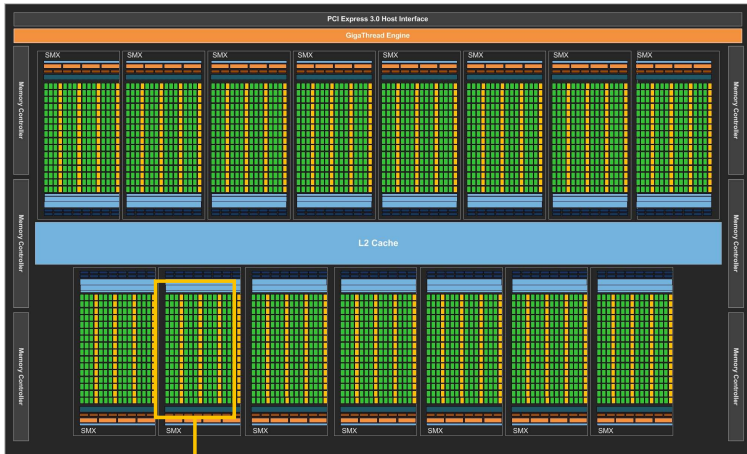 PCI Express 3.0 Host Interface
GigaThread Engine
SMX SMX SMX SMX SMX SMX SMX SMX
Memory Controller
Memory Controller
Memory Controller
Memory Controller
Memory Controller
Memory Controller
L2 Cache
SMX SMX SMX SMX SMX SMX SMX